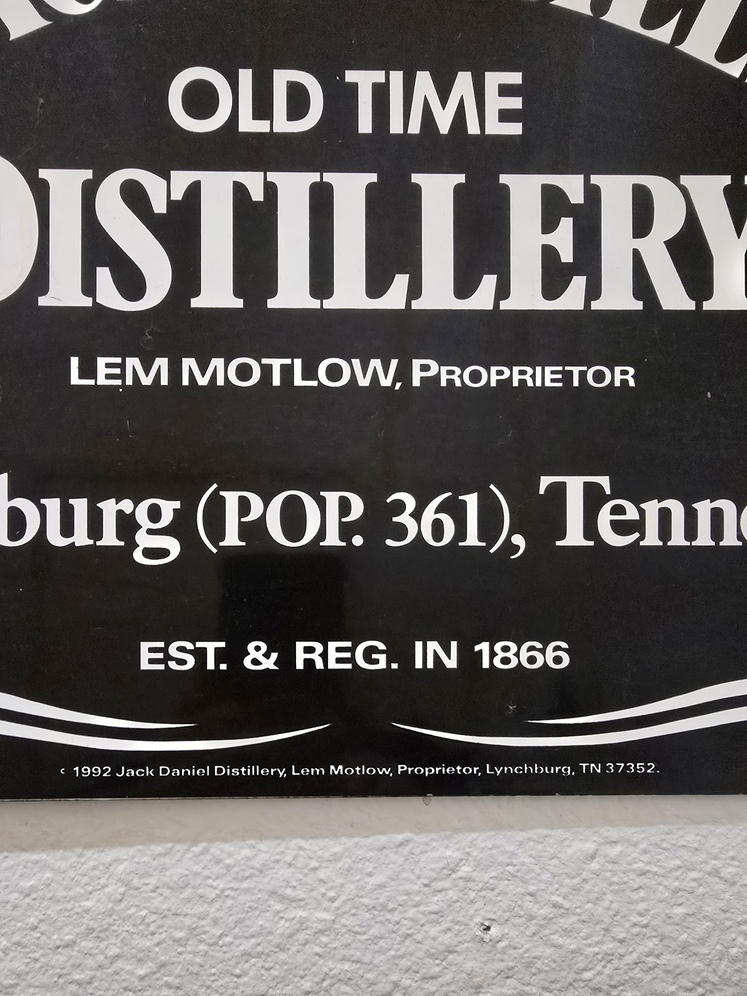 OLD TIME
DISTILLERY
LEM MOTLOW, PROPRIETOR
burg (POP. 361), Tenne
EST. & REG. IN 1866
© 1992 Jack Daniel Distillery, Lem Motlow, Proprietor, Lynchburg, TN 37352.